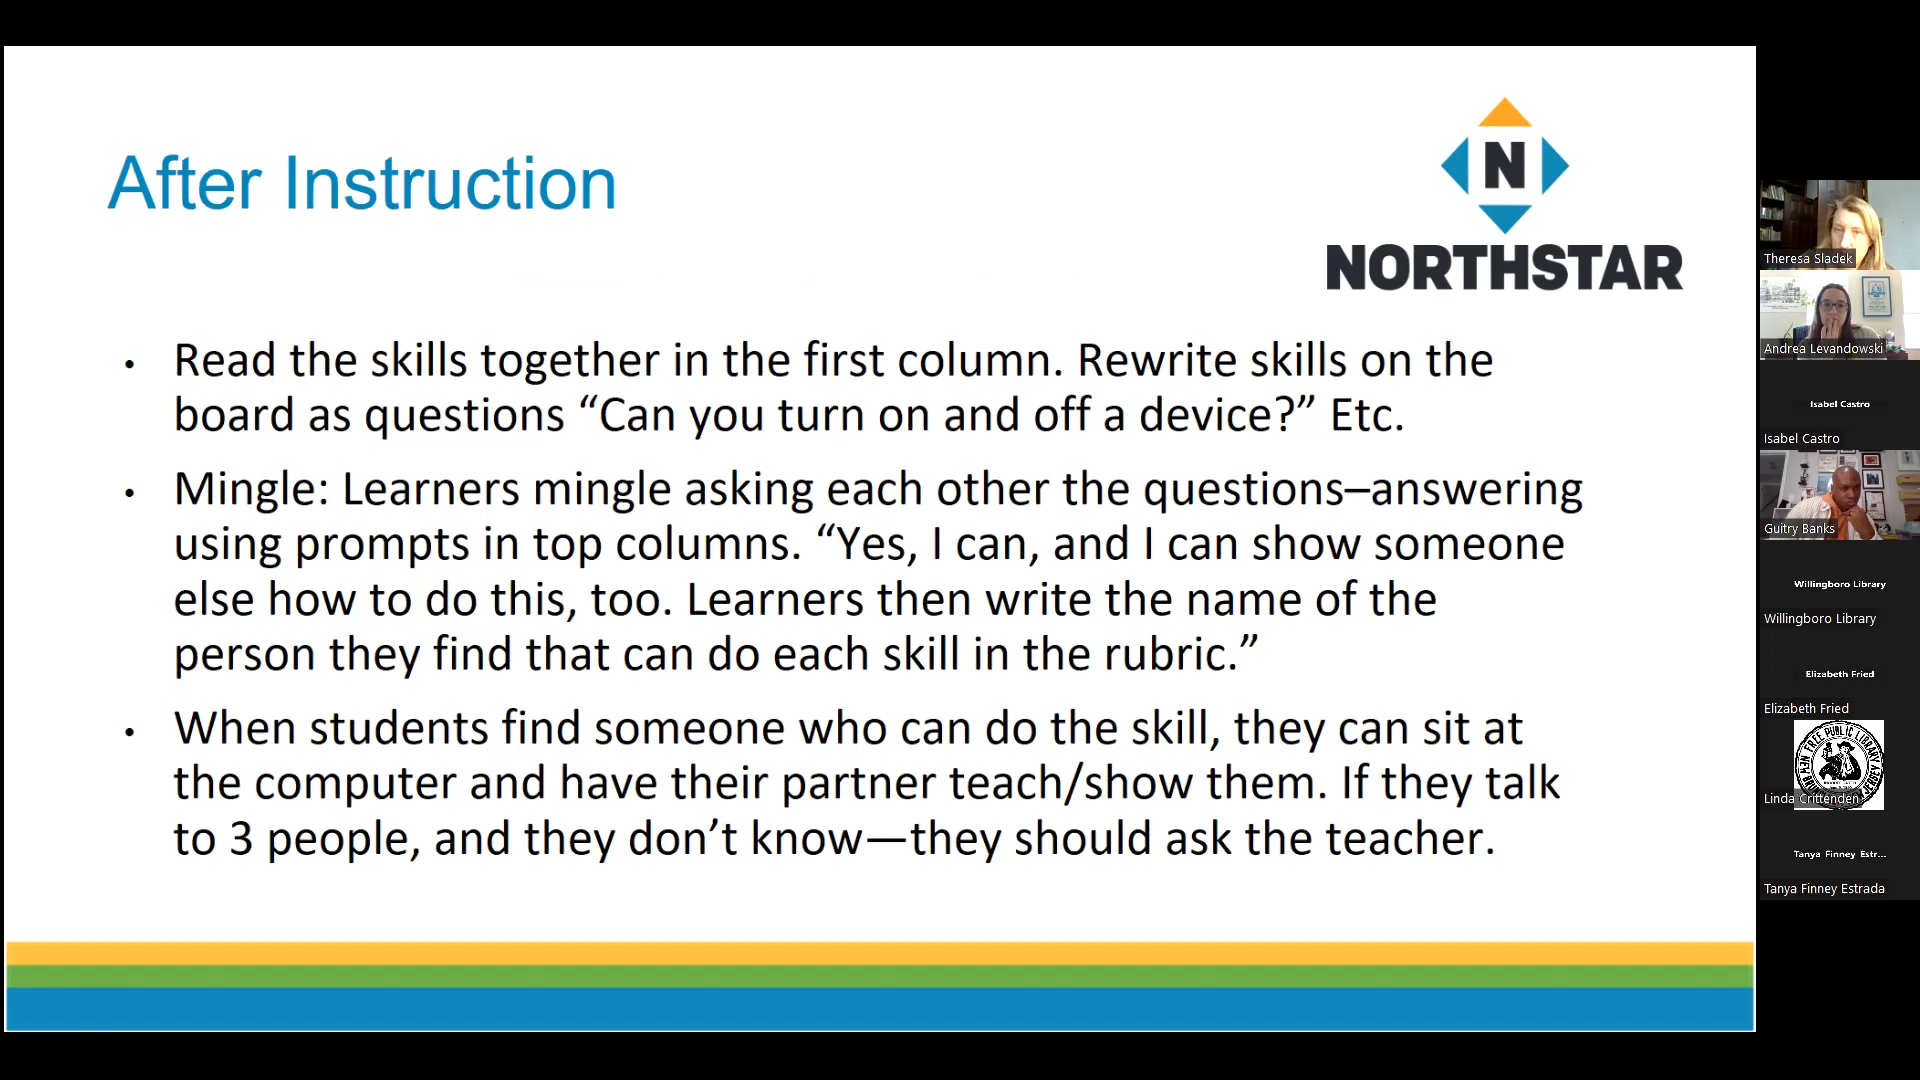 After Instruction
N
NORTHSTAR
• Read the skills together in the first column. Rewrite skills on the
board as questions “Can you turn on and off a device?” Etc.
• Mingle: Learners mingle asking each other the questions–answering
using prompts in top columns. “Yes, I can, and I can show someone
else how to do this, too. Learners then write the name of the
person they find that can do each skill in the rubric.”
• When students find someone who can do the skill, they can sit at
the computer and have their partner teach/show them. If they talk
to 3 people, and they don’t know—they should ask the teacher.
Theresa Sladek
Andrea Levandowski
Isabel Castro
Isabel Castro
Guitry Banks
Willingboro Library
Willingboro Library
Elizabeth Fried
Elizabeth Fried
FREE PUBLIC LIBRARY
Linda Crittenden
Tanya Finney Estr...
Tanya Finney Estrada